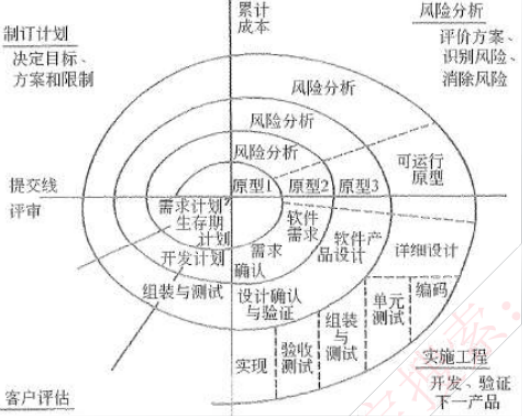 累计
成本
制订计划
决定目标、
方案和限制
风险分析
评价方案、
识别风险、
消除风险
风险分析
风险分析
风险分析
可运行
原型
提交线
原型1
原型2
原型3
评审
需求计划
生存期
计划
开发计划
组装与测试
需求
确认
软件
需求
软件产
品设计
详细设计
设计确认
与验证
组装
与
测试
单元
测试
编码
实现
验收
测试
实施工程
开发、验证
下一产品
客户评估